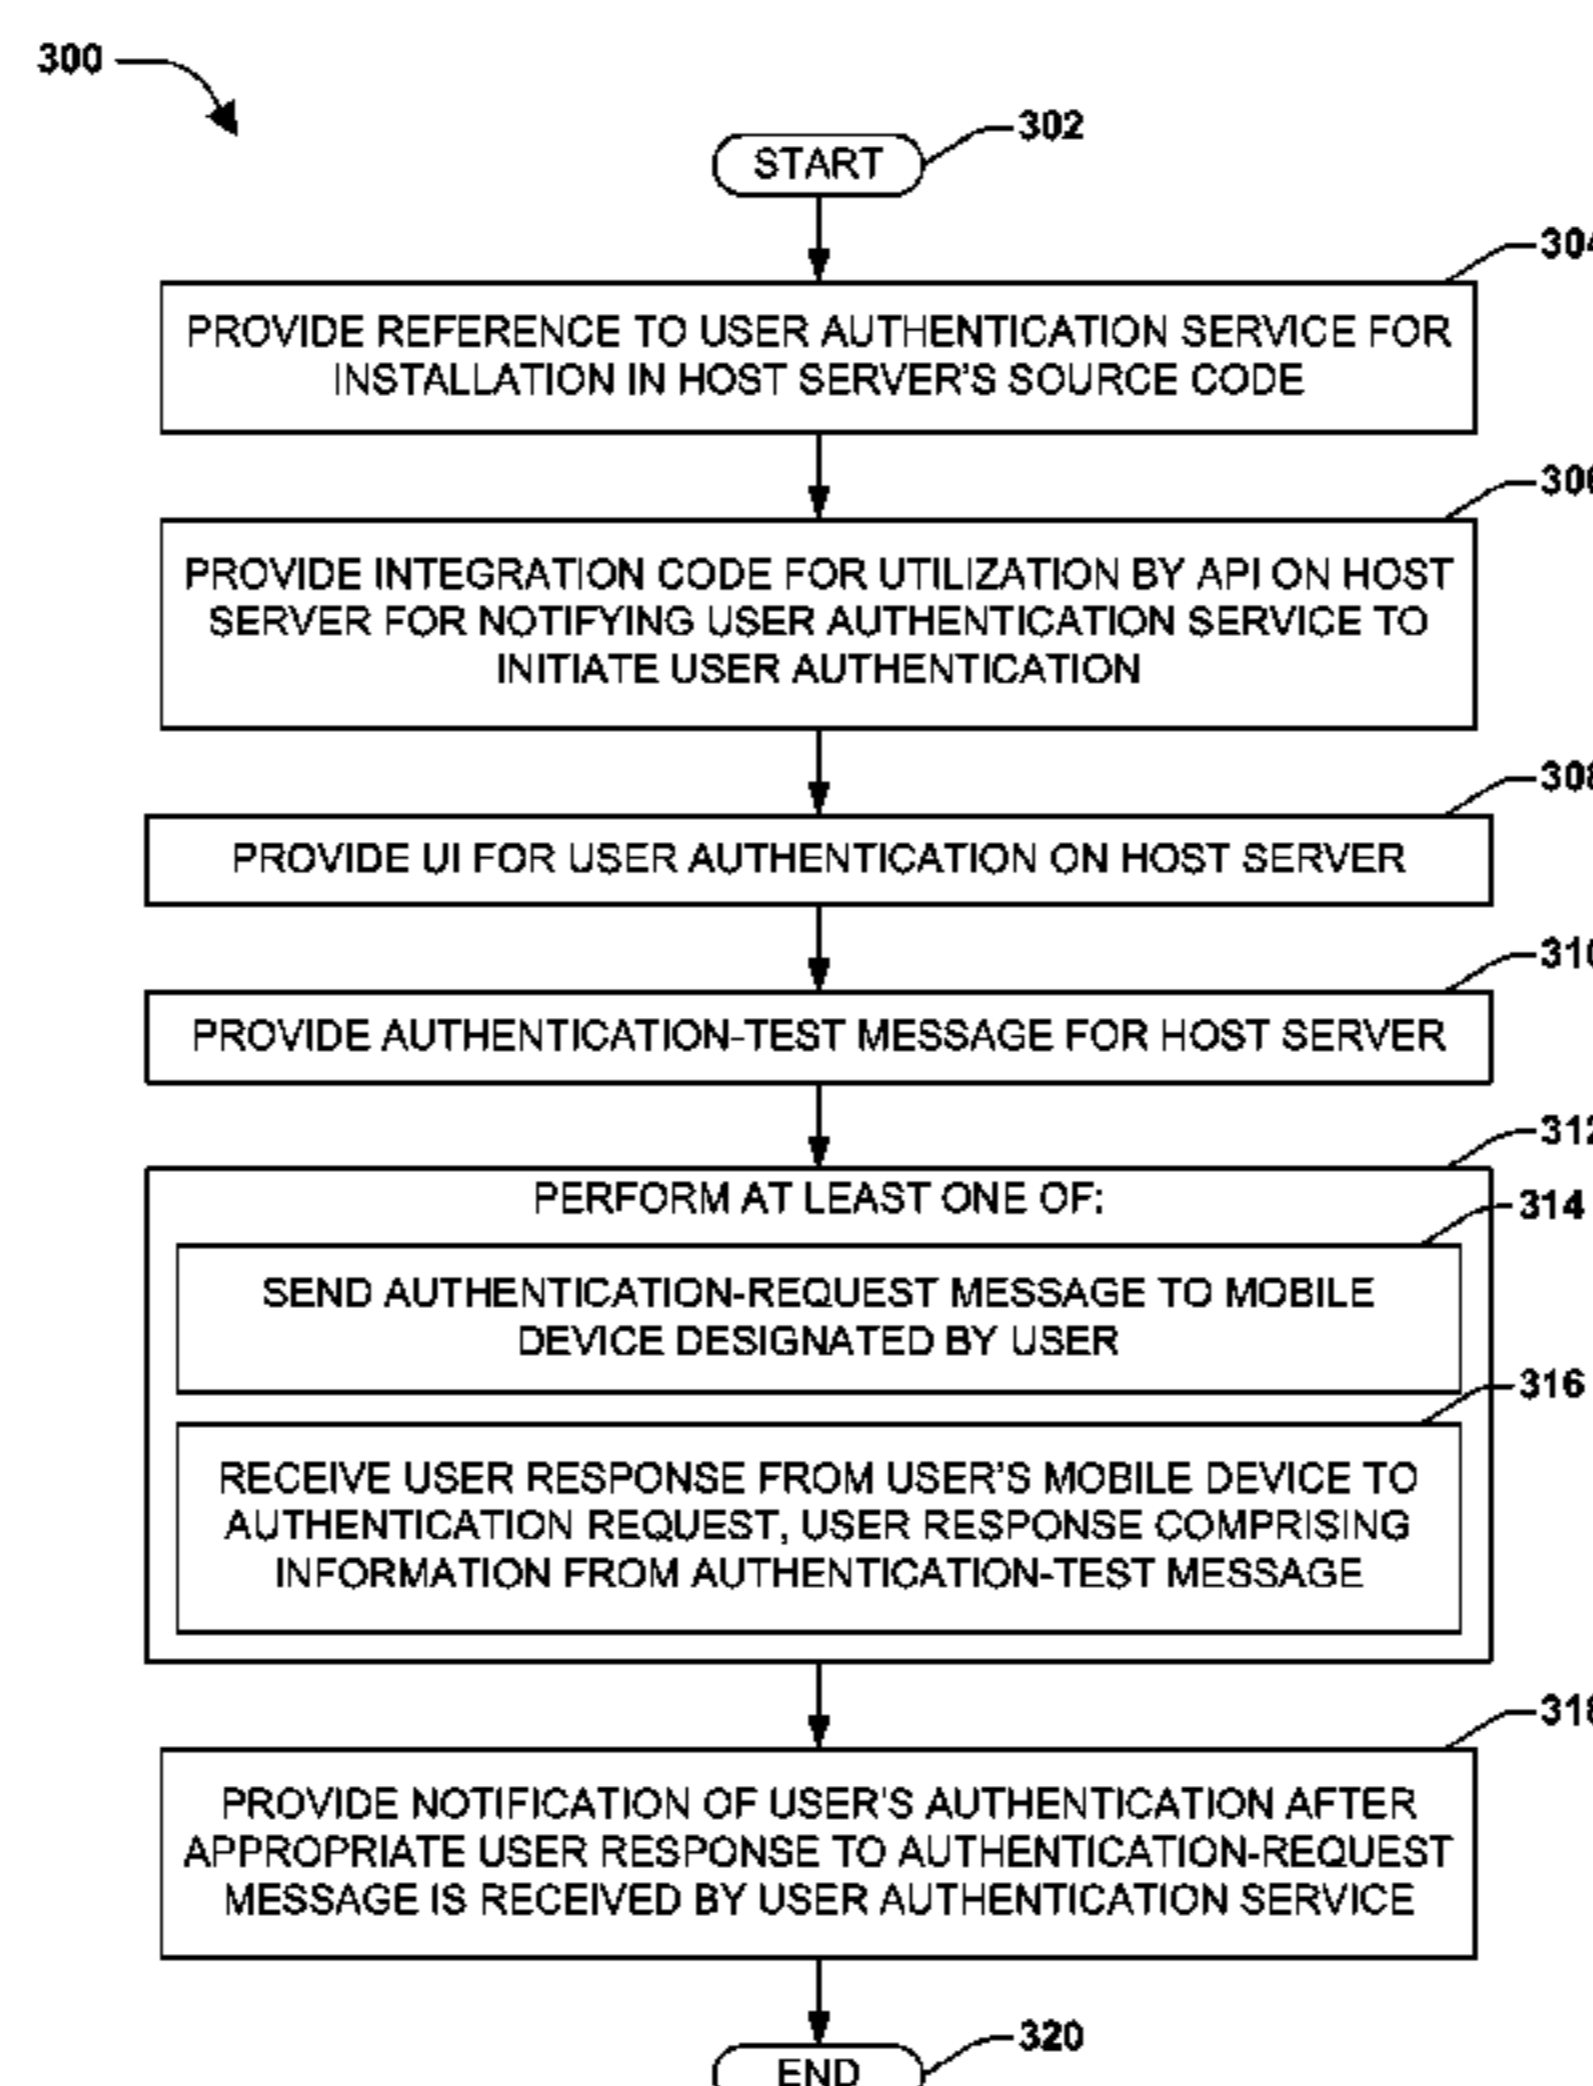 300
302
START
304
PROVIDE REFERENCE TO USER AUTHENTICATION SERVICE FOR
INSTALLATION IN HOST SERVER'S SOURCE CODE
306
PROVIDE INTEGRATION CODE FOR UTILIZATION BY API ON HOST
SERVER FOR NOTIFYING USER AUTHENTICATION SERVICE TO
INITIATE USER AUTHENTICATION
308
PROVIDE UI FOR USER AUTHENTICATION ON HOST SERVER
310
PROVIDE AUTHENTICATION-TEST MESSAGE FOR HOST SERVER
312
PERFORM AT LEAST ONE OF:
314
SEND AUTHENTICATION-REQUEST MESSAGE TO MOBILE
DEVICE DESIGNATED BY USER
316
RECEIVE USER RESPONSE FROM USER'S MOBILE DEVICE TO
AUTHENTICATION REQUEST, USER RESPONSE COMPRISING
INFORMATION FROM AUTHENTICATION-TEST MESSAGE
318
PROVIDE NOTIFICATION OF USER'S AUTHENTICATION AFTER
APPROPRIATE USER RESPONSE TO AUTHENTICATION-REQUEST
MESSAGE IS RECEIVED BY USER AUTHENTICATION SERVICE
320
END